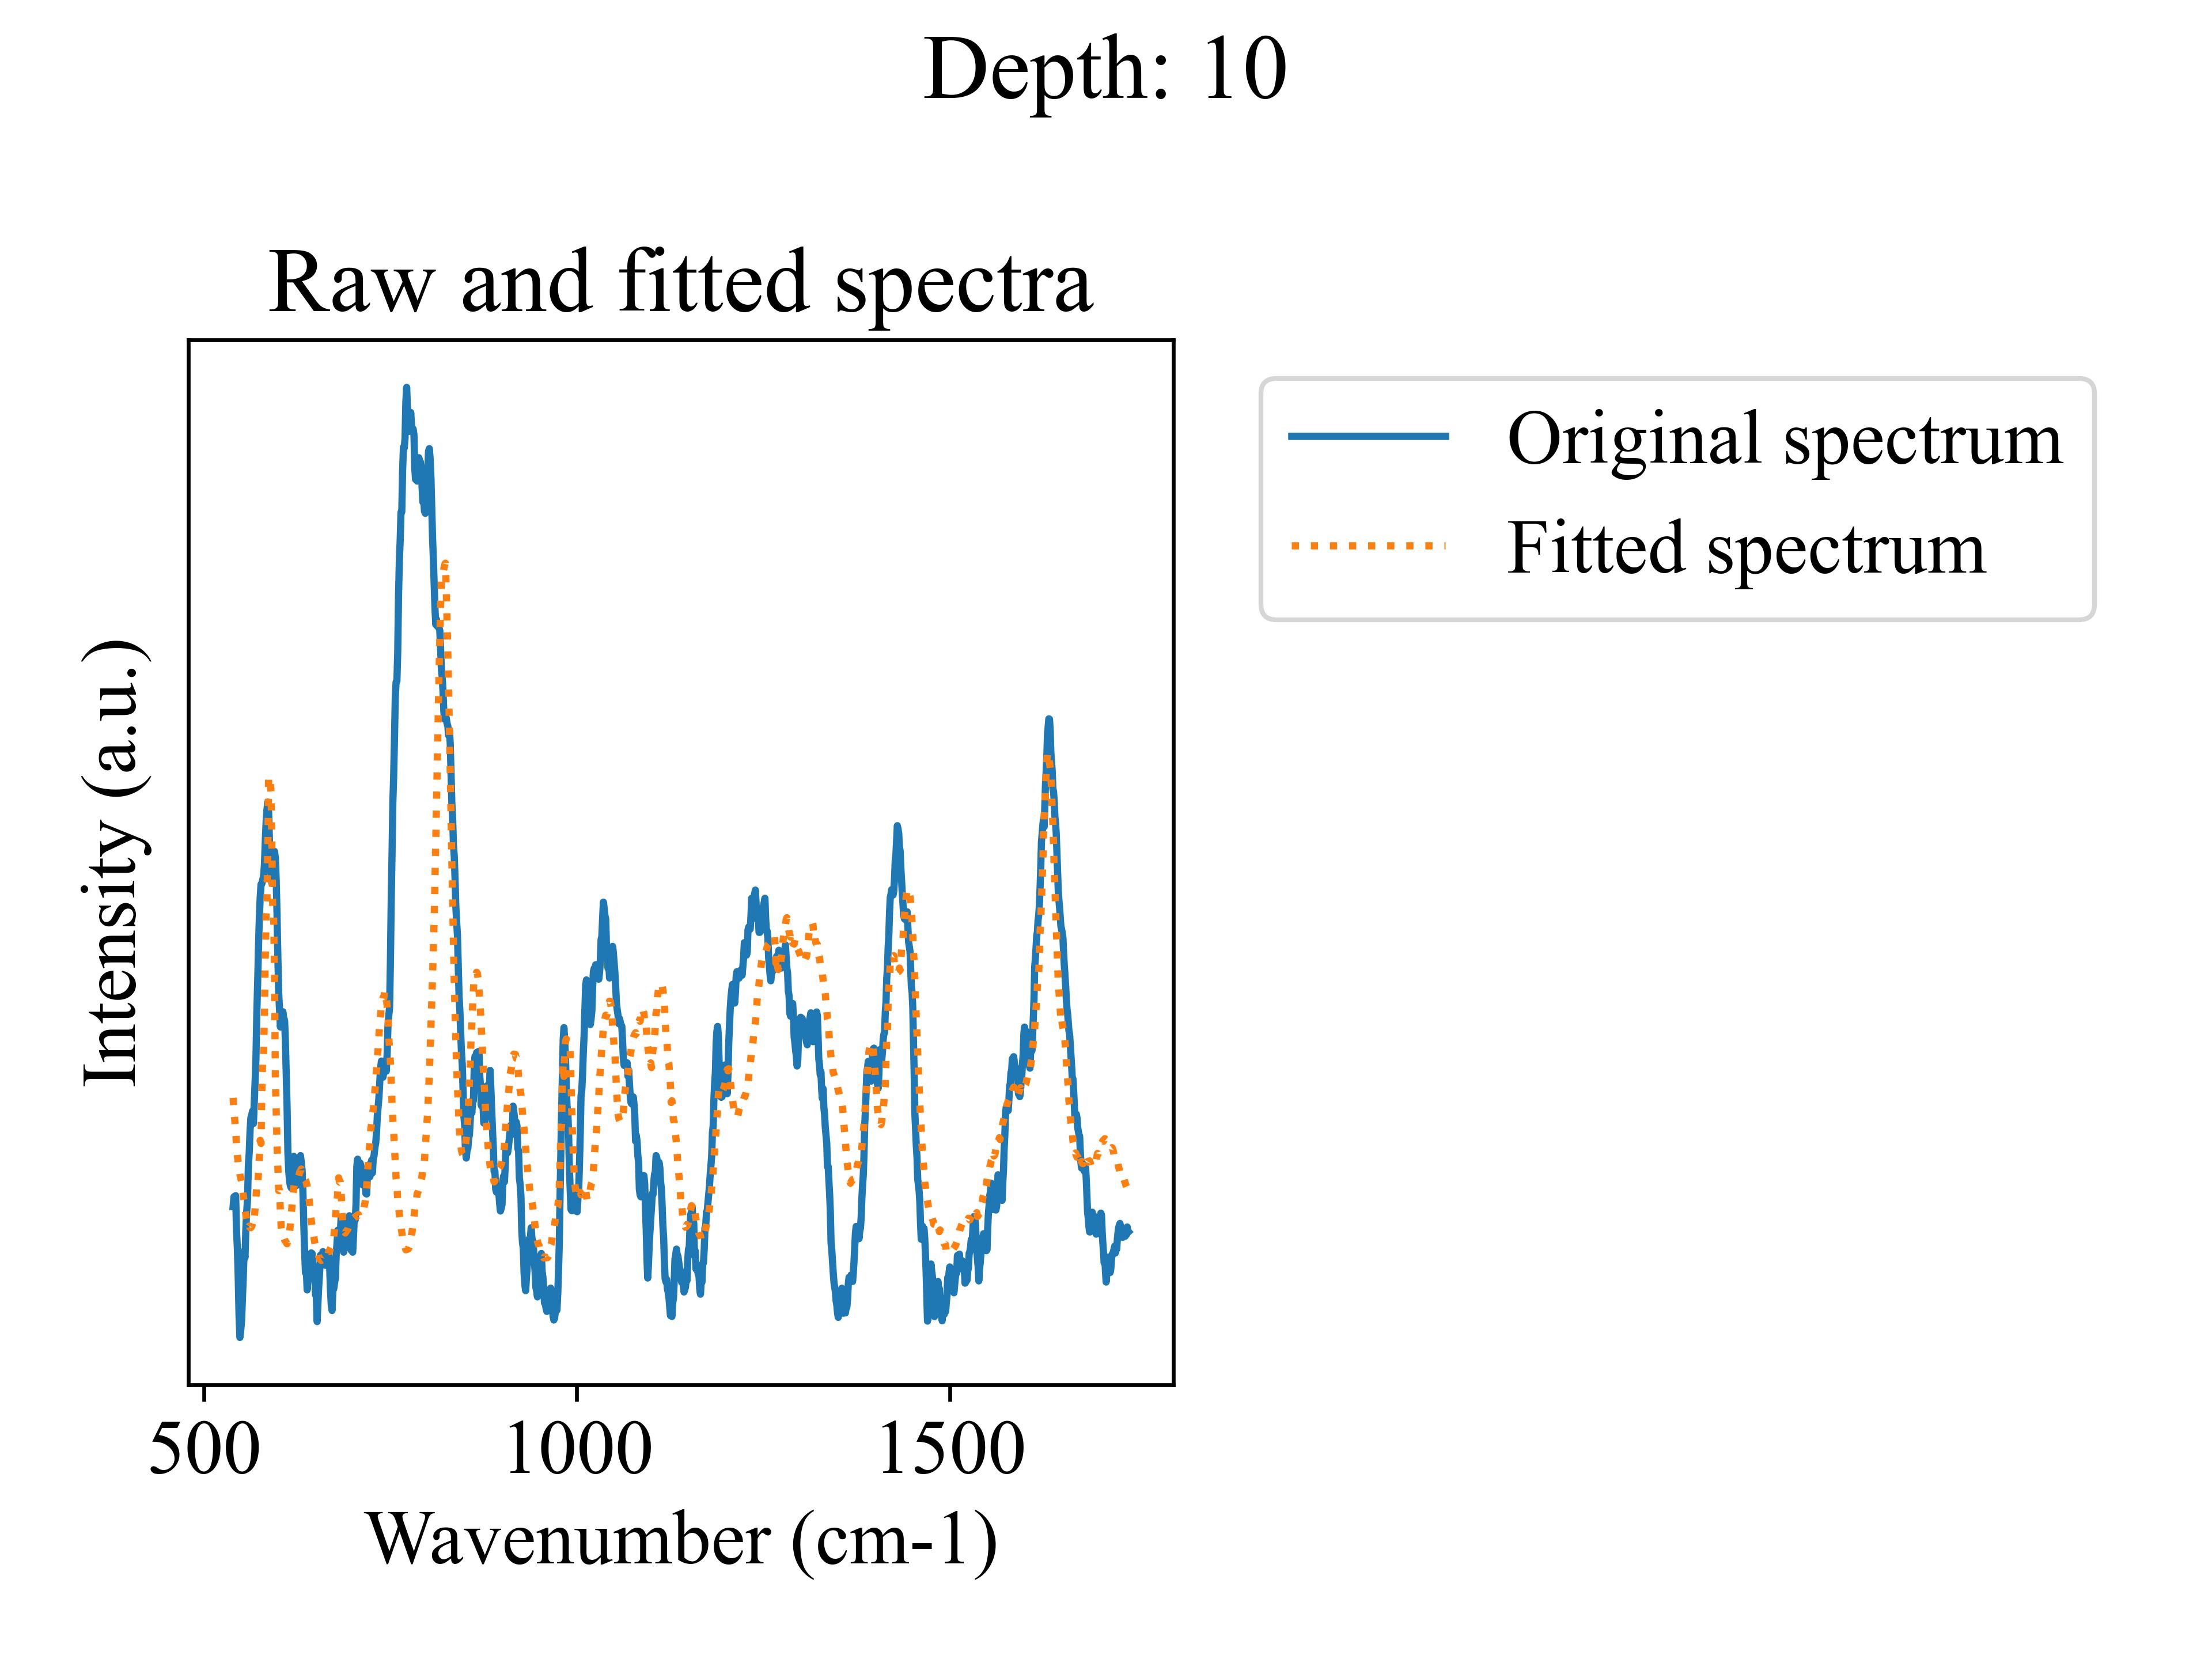 Depth: 10
Raw and fitted spectra
Original spectrum
Fitted spectrum
Intensity (a.u.)
500 1000 1500
Wavenumber (cm-1)